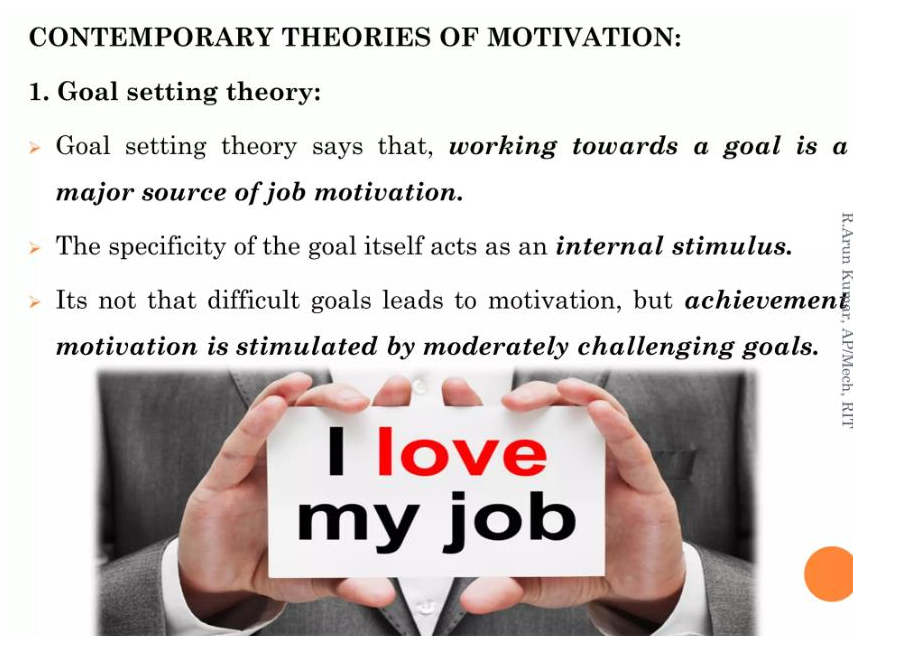 CONTEMPORARY THEORIES OF MOTIVATION:
1. Goal setting theory:
Goal setting theory says that, working towards a goal is a
major source of job motivation.
The specificity of the goal itself acts as an internal stimulus.
Its not that difficult goals leads to motivation, but achievement
motivation is stimulated by moderately challenging goals.
I love
my job
R.Arun Kumar, AP/Mech, RIT